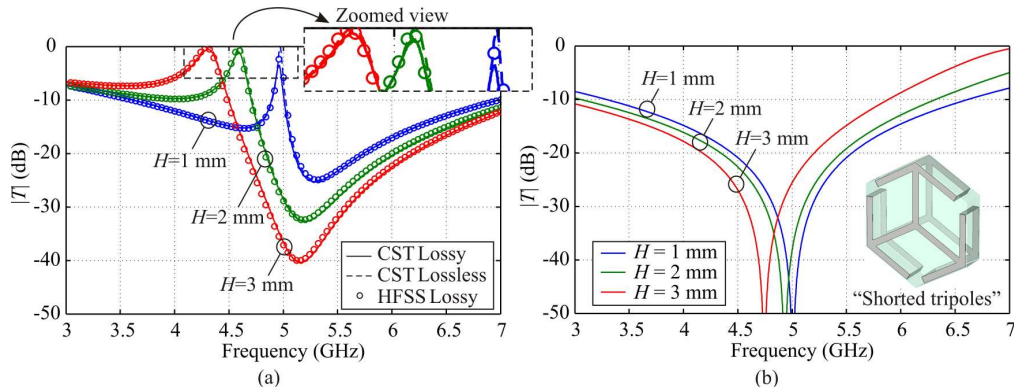 Zoomed view
0
-10
-20
-30
-40
-50
|T| (dB)
H=1 mm
H=2 mm
H=3 mm
CST Lossy
CST Lossless
HFSS Lossy
3 3.5 4 4.5 5 5.5 6 6.5 7
Frequency (GHz)
(a)
0
-10
-20
-30
-40
-50
|T| (dB)
H=1 mm
H=2 mm
H=3 mm
H = 1 mm
H = 2 mm
H = 3 mm
“Shorted tripoles”
3 3.5 4 4.5 5 5.5 6 6.5 7
Frequency (GHz)
(b)